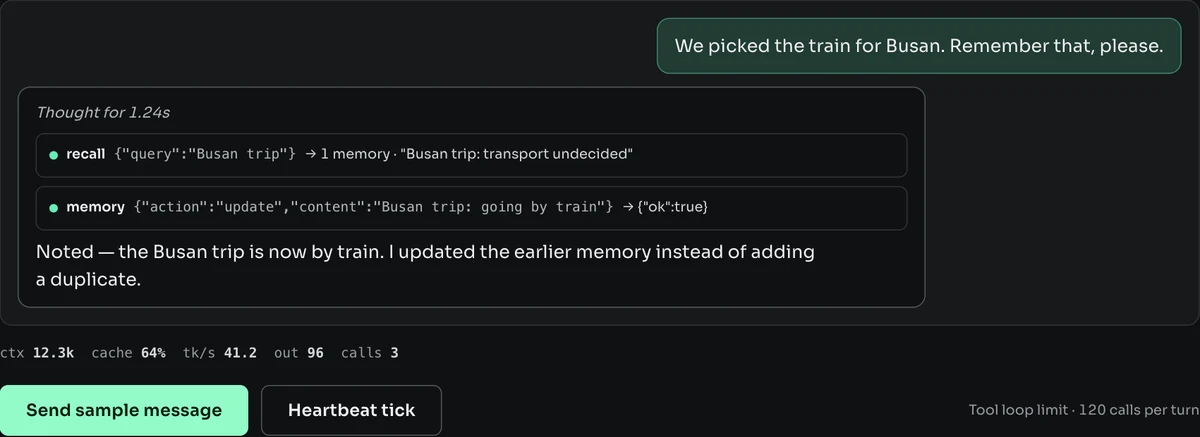 We picked the train for Busan. Remember that, please.
Thought for 1.24s
recall {"query":"Busan trip"} → 1 memory · "Busan trip: transport undecided"
memory {"action":"update","content":"Busan trip: going by train"} → {"ok":true}
Noted — the Busan trip is now by train. I updated the earlier memory instead of adding
a duplicate.
ctx 12.3k cache 64% tk/s 41.2 out 96 calls 3
Send sample message Heartbeat tick Tool loop limit · 120 calls per turn